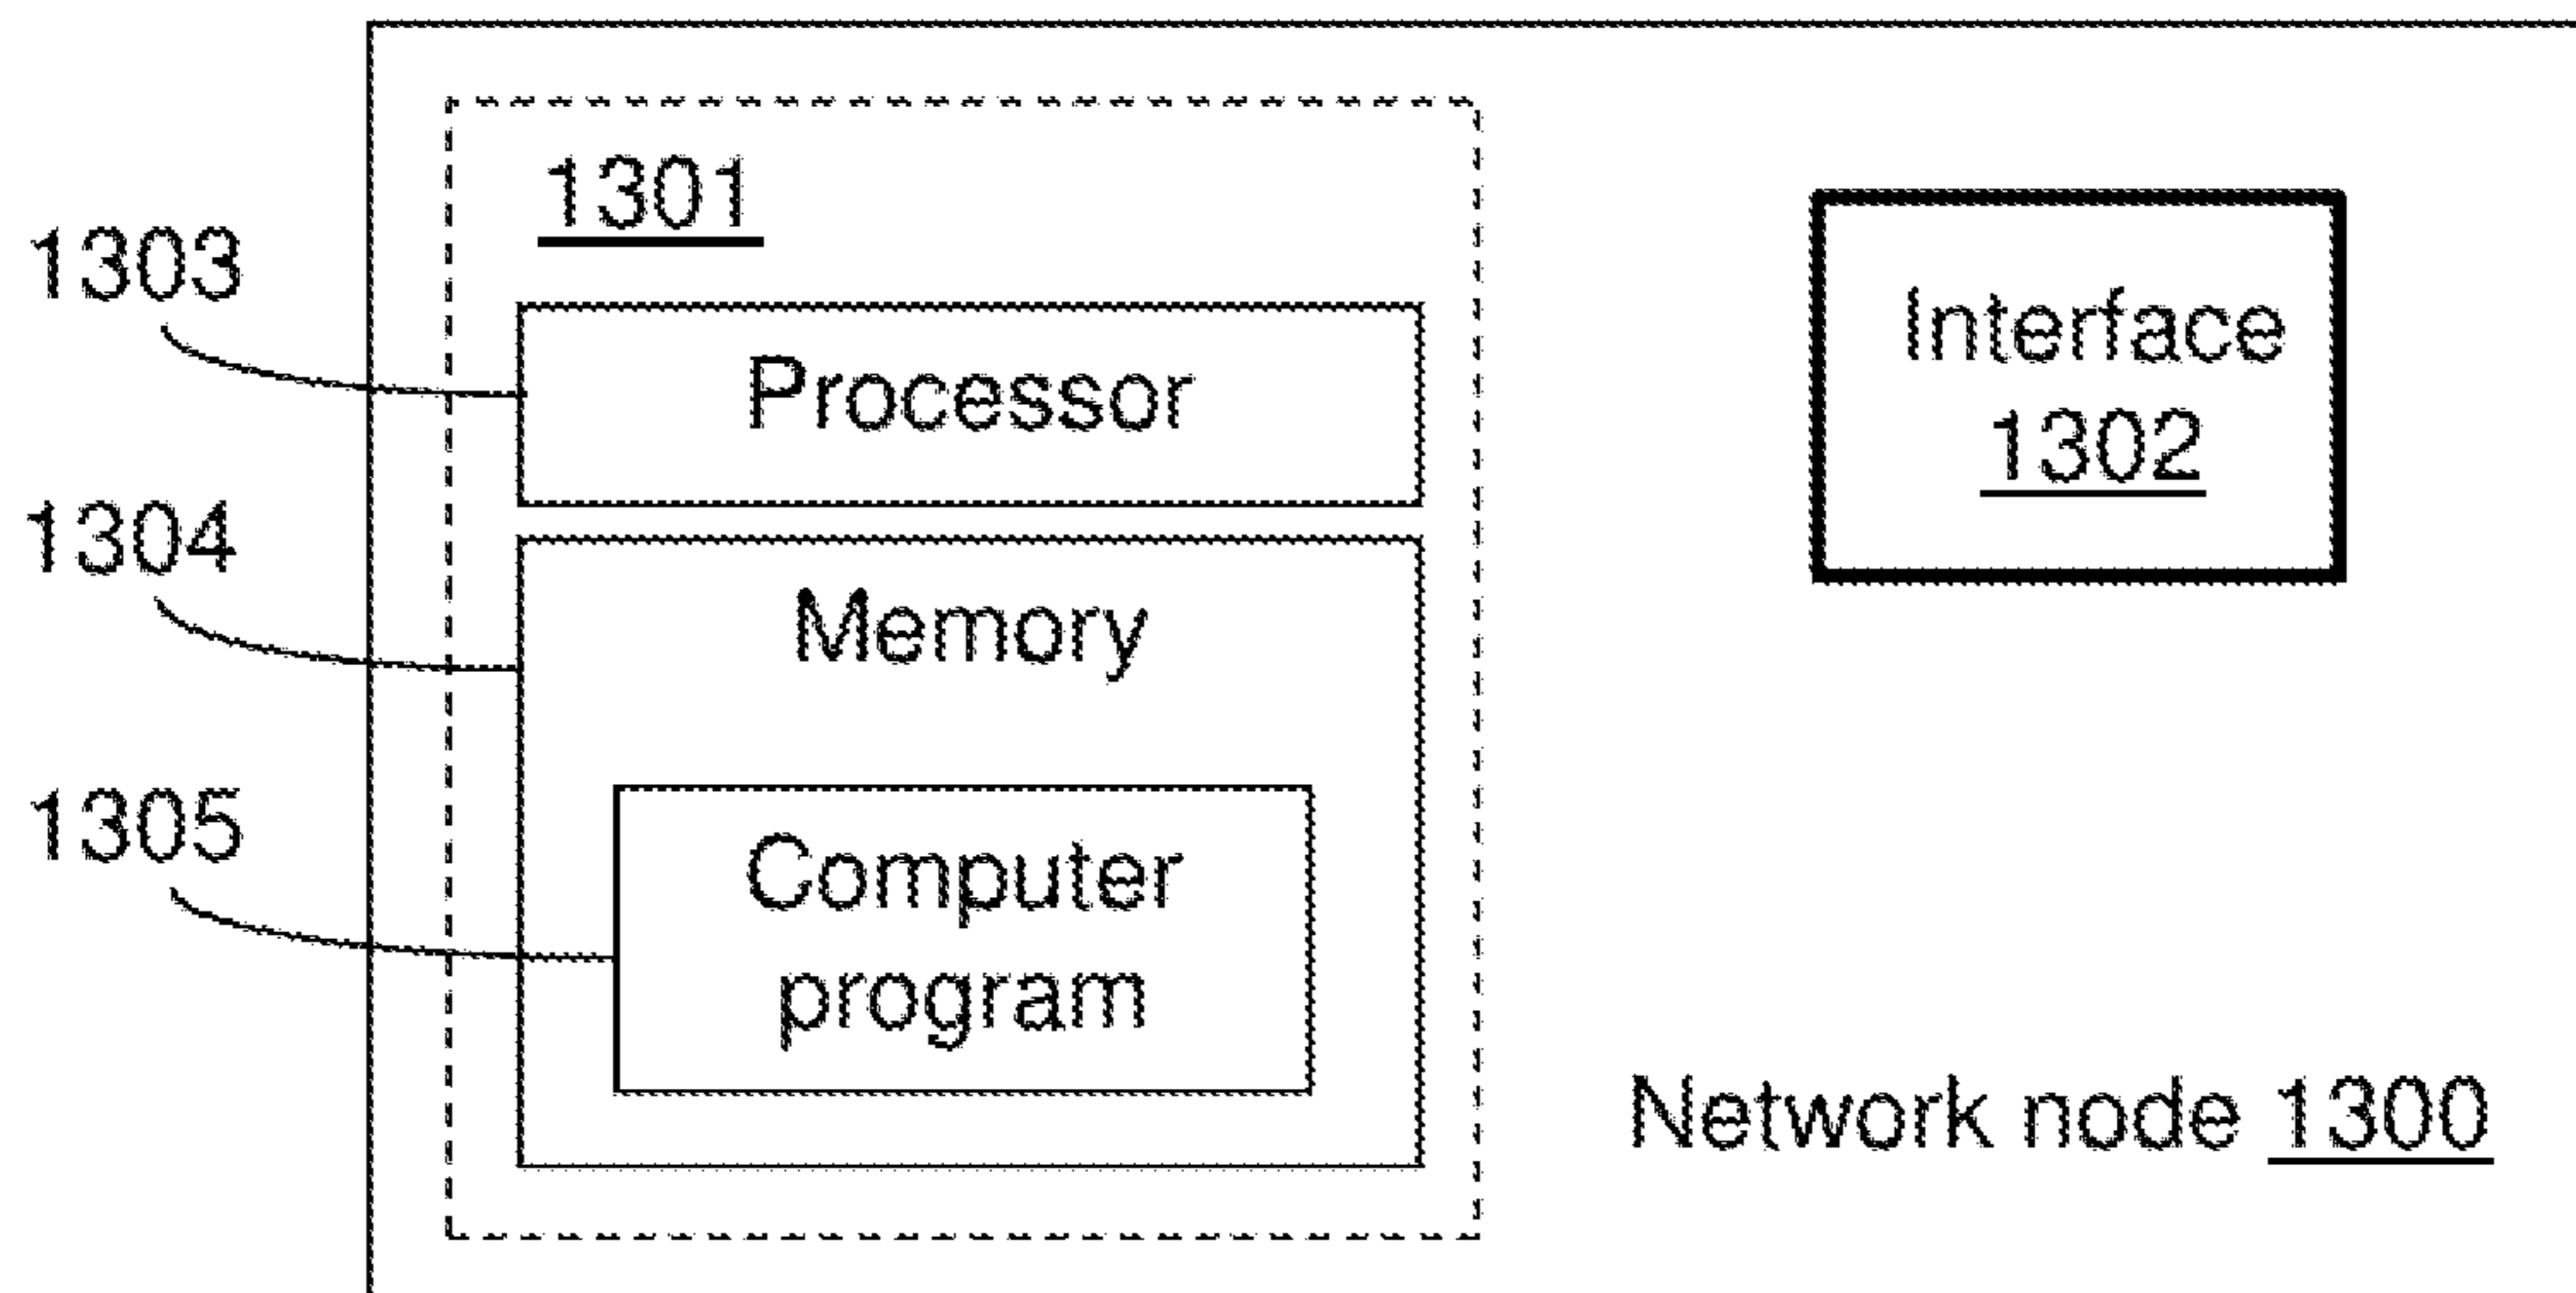 1301
1303
Processor
Interface
1302
1304
Memory
1305
Computer
program
Network node 1300